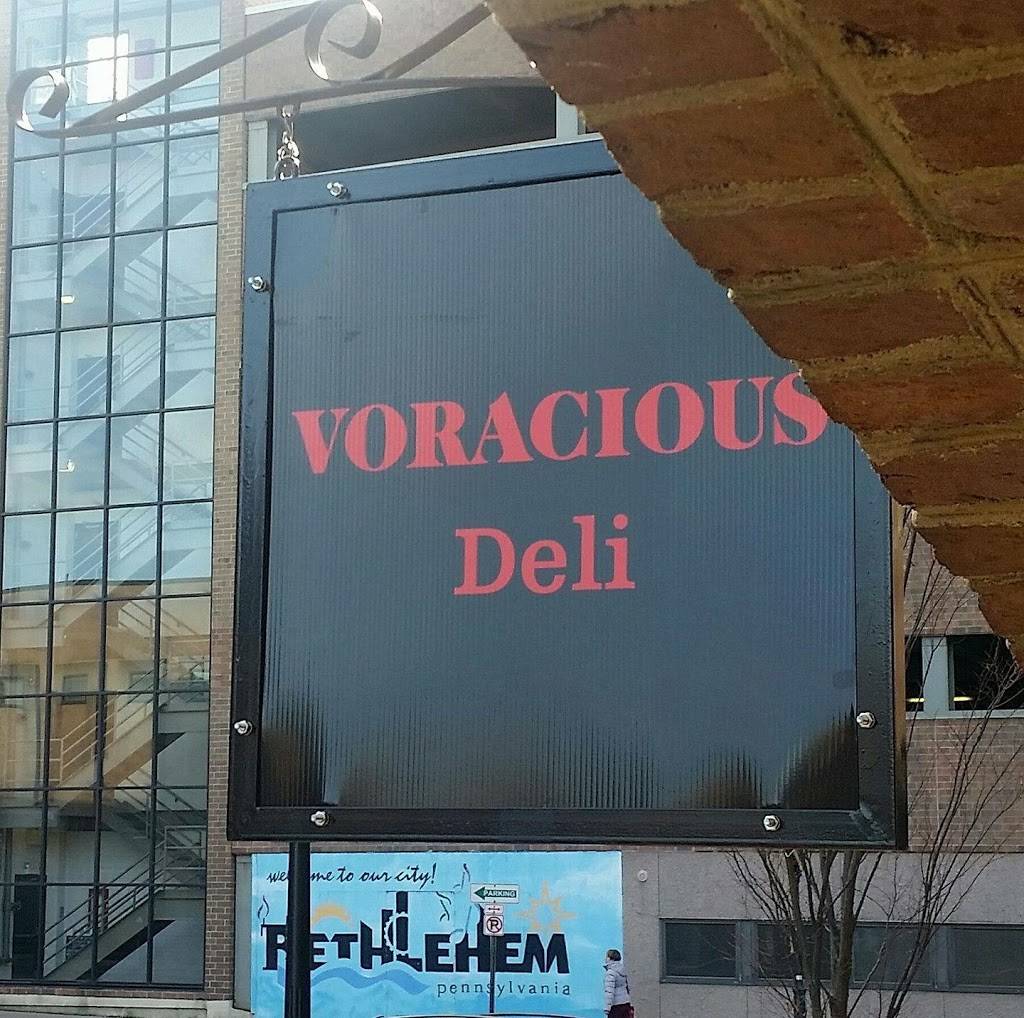 VORACIOUS
Deli
welcome to our city!
PARKING
BETHLEHEM
pennsylvania